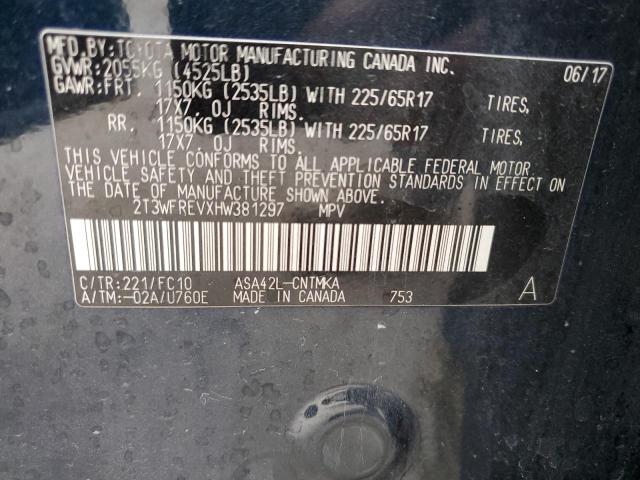 MFD.BY:TOYOTA MOTOR MANUFACTURING CANADA INC.
GVWR:2055KG (4525LB) 06/17
GAWR:FRT. 1150KG (2535LB) WITH 225/65R17 TIRES,
17X7.0J RIMS.
RR. 1150KG (2535LB) WITH 225/65R17 TIRES,
17X7.0J RIMS.
THIS VEHICLE CONFORMS TO ALL APPLICABLE FEDERAL MOTOR
VEHICLE SAFETY AND THEFT PREVENTION STANDARDS IN EFFECT ON
THE DATE OF MANUFACTURE SHOWN ABOVE.
2T3WFREVXHW381297 MPV
C/TR:221/FC10 ASA42L-CNTMKA
A/TM:-02A/U760E MADE IN CANADA 753 A